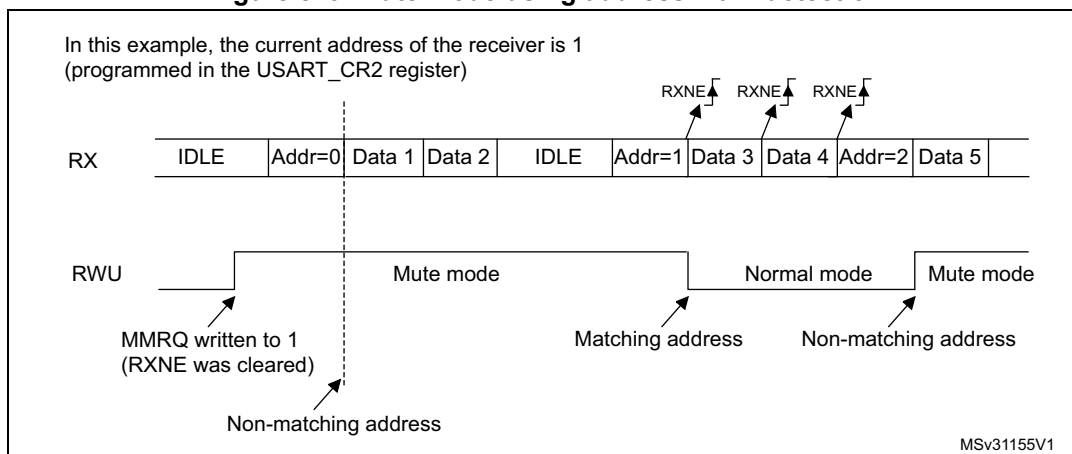 In this example, the current address of the receiver is 1
(programmed in the USART_CR2 register)
RXNE RXNE RXNE
RX IDLE Addr=0 Data 1 Data 2 IDLE Addr=1 Data 3 Data 4 Addr=2 Data 5
RWU Mute mode Normal mode Mute mode
MMRQ written to 1 Matching address Non-matching address
(RXNE was cleared)
Non-matching address
MSv31155V1